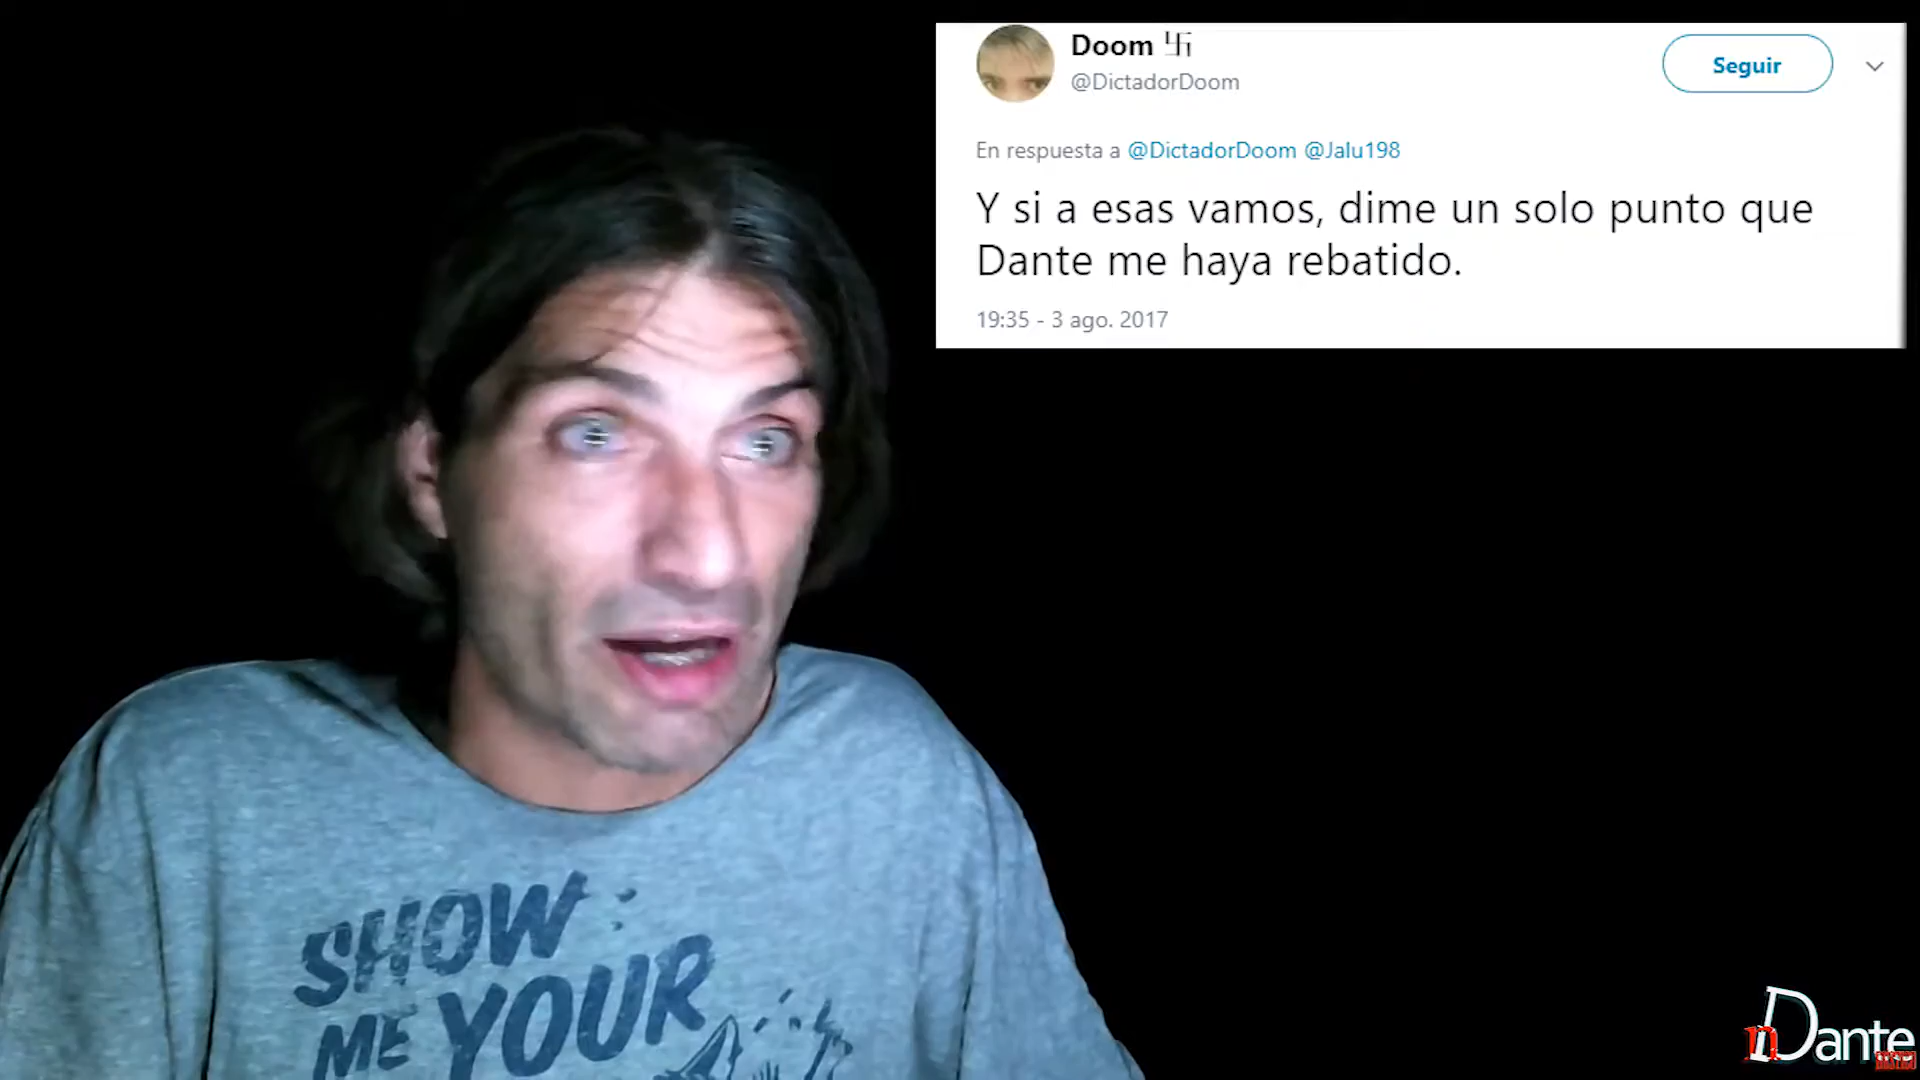 Doom 卐
@DictadorDoom
Seguir
En respuesta a @DictadorDoom @Jalu198
Y si a esas vamos, dime un solo punto que
Dante me haya rebatido.
19:35 - 3 ago. 2017
SHOW
ME YOUR
nDante